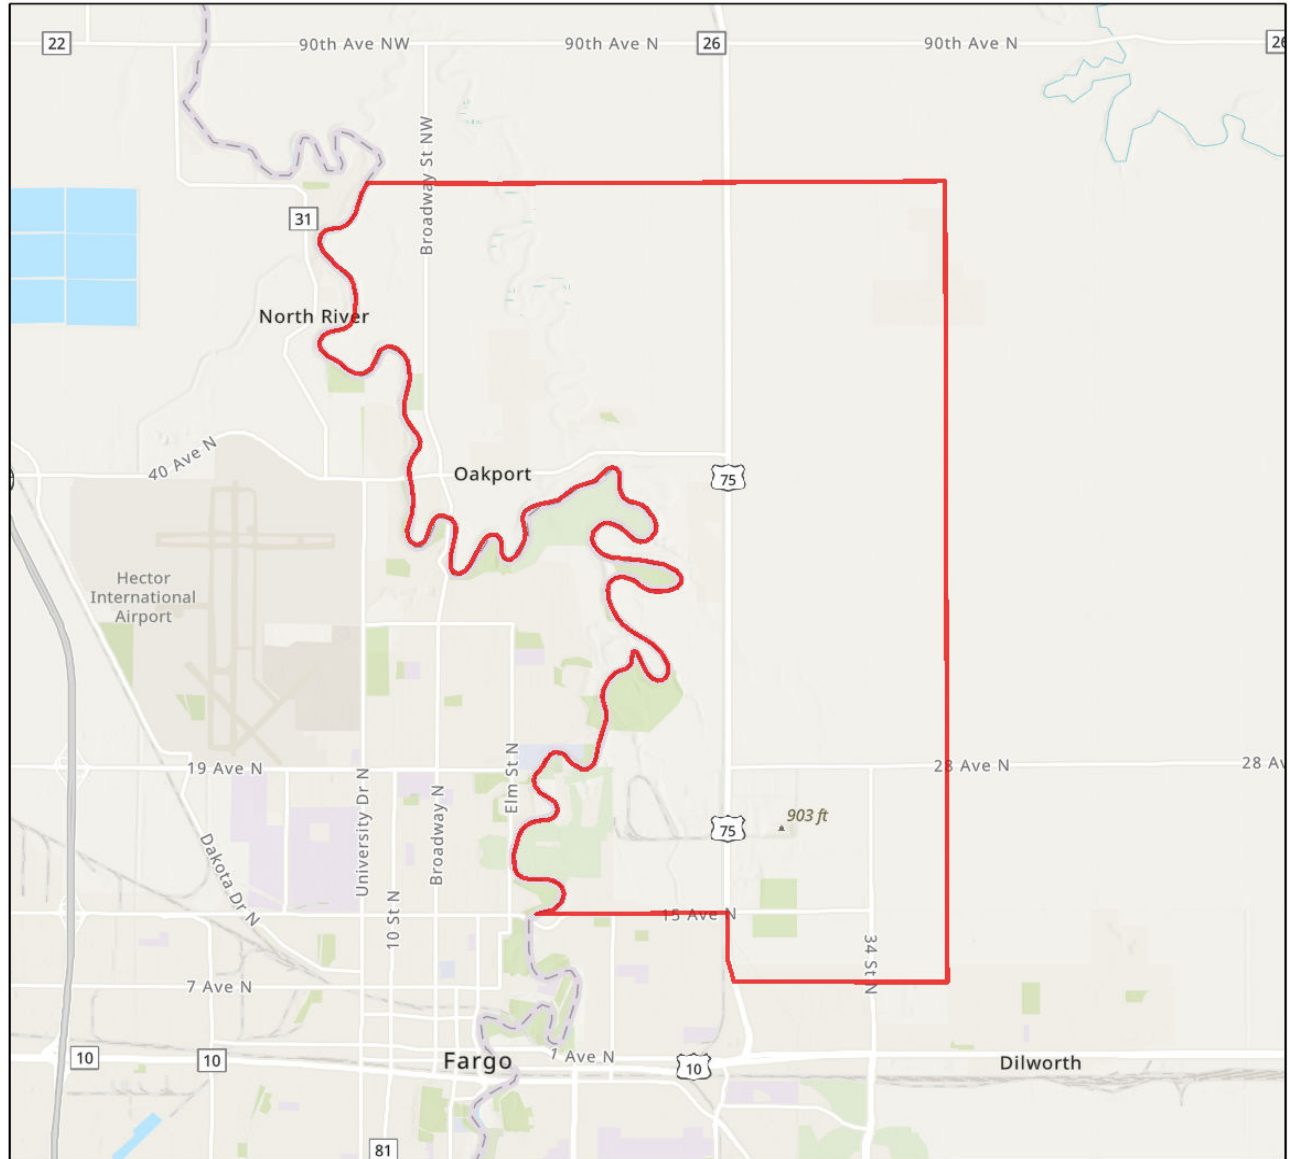 22
90th Ave NW
90th Ave N
26
90th Ave N
26
Broadway St NW
31
North River
40 Ave N
Oakport
75
Hector
International
Airport
19 Ave N
28 Ave N
28 Av
Elm St N
University Dr N
Broadway N
903 ft
75
Dakota Dr N
10 St N
15 Ave N
34 St N
7 Ave N
10
10
Fargo
1 Ave N
10
Dilworth
81